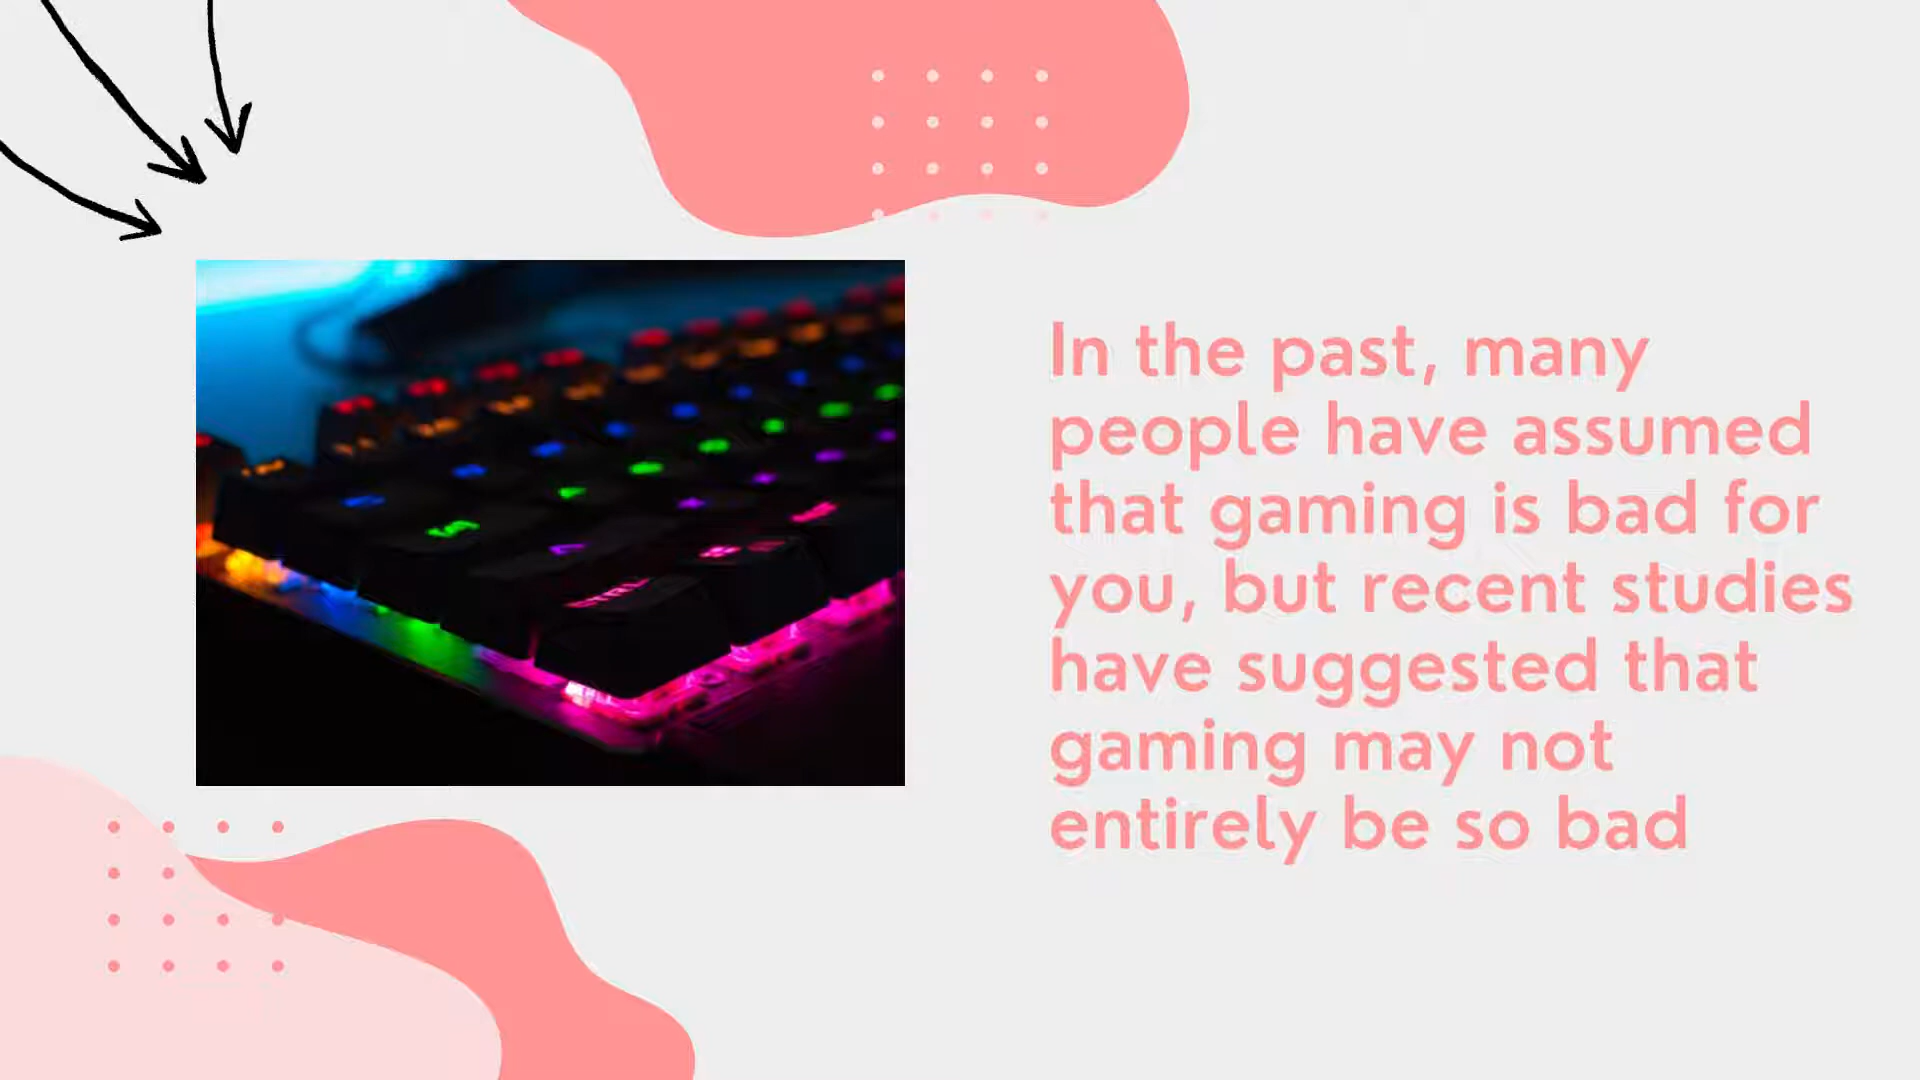 In the past, many
people have assumed
that gaming is bad for
you, but recent studies
have suggested that
gaming may not
entirely be so bad
CTRL